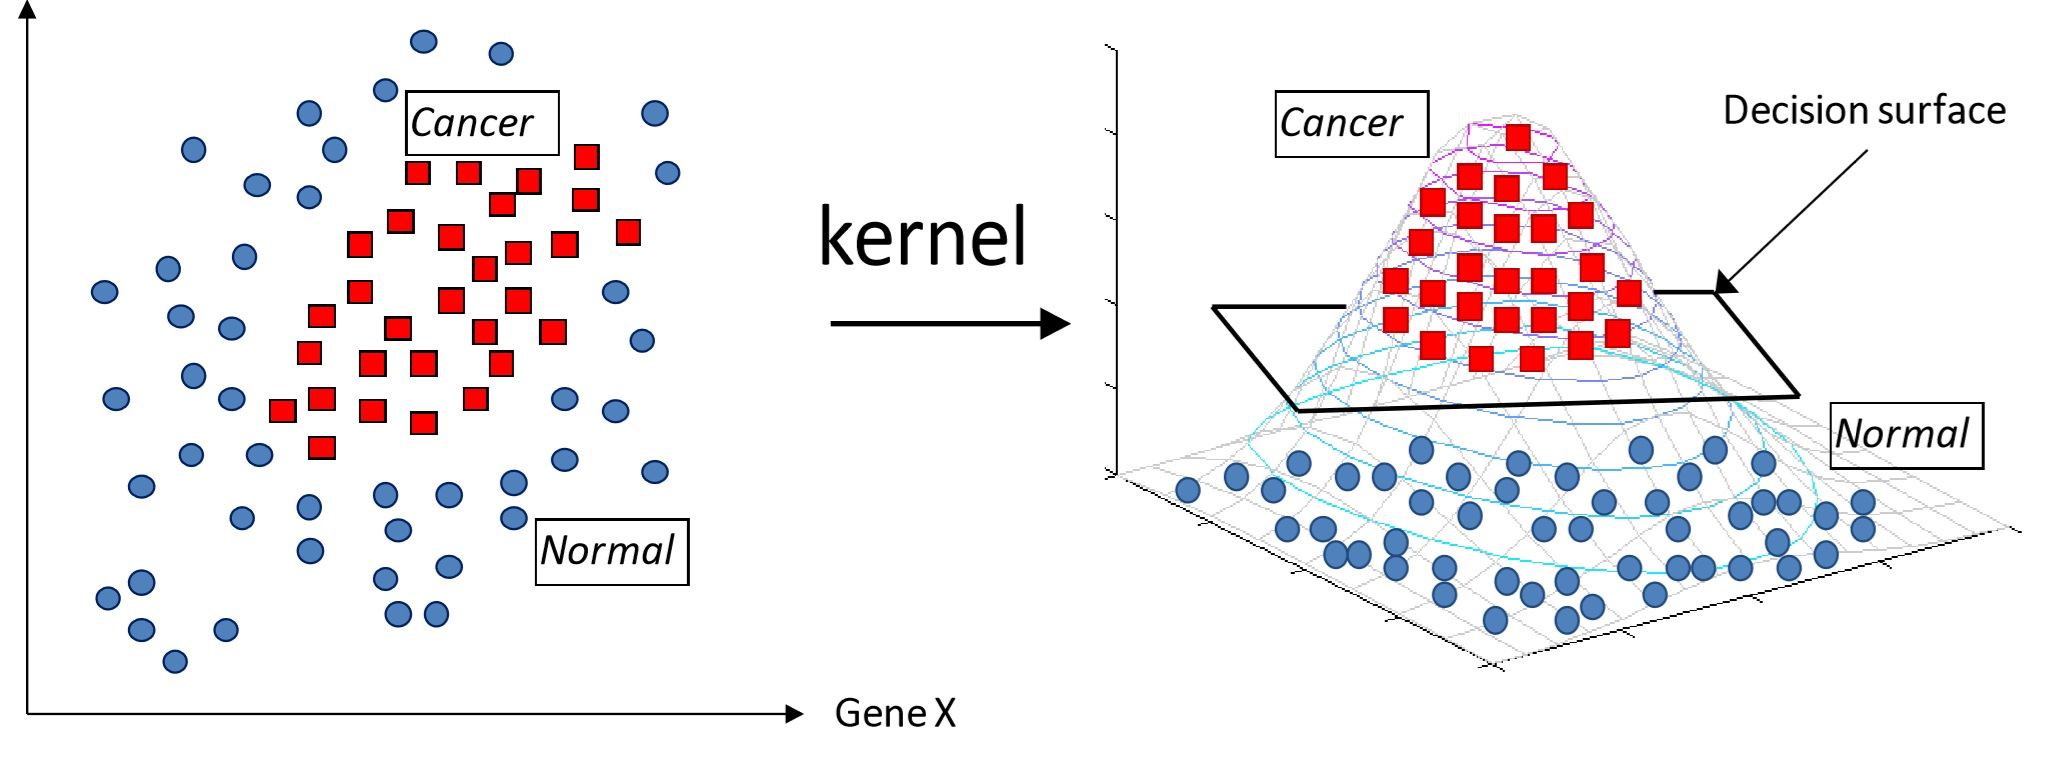 Cancer
Normal
Gene X
kernel
Cancer
Decision surface
Normal